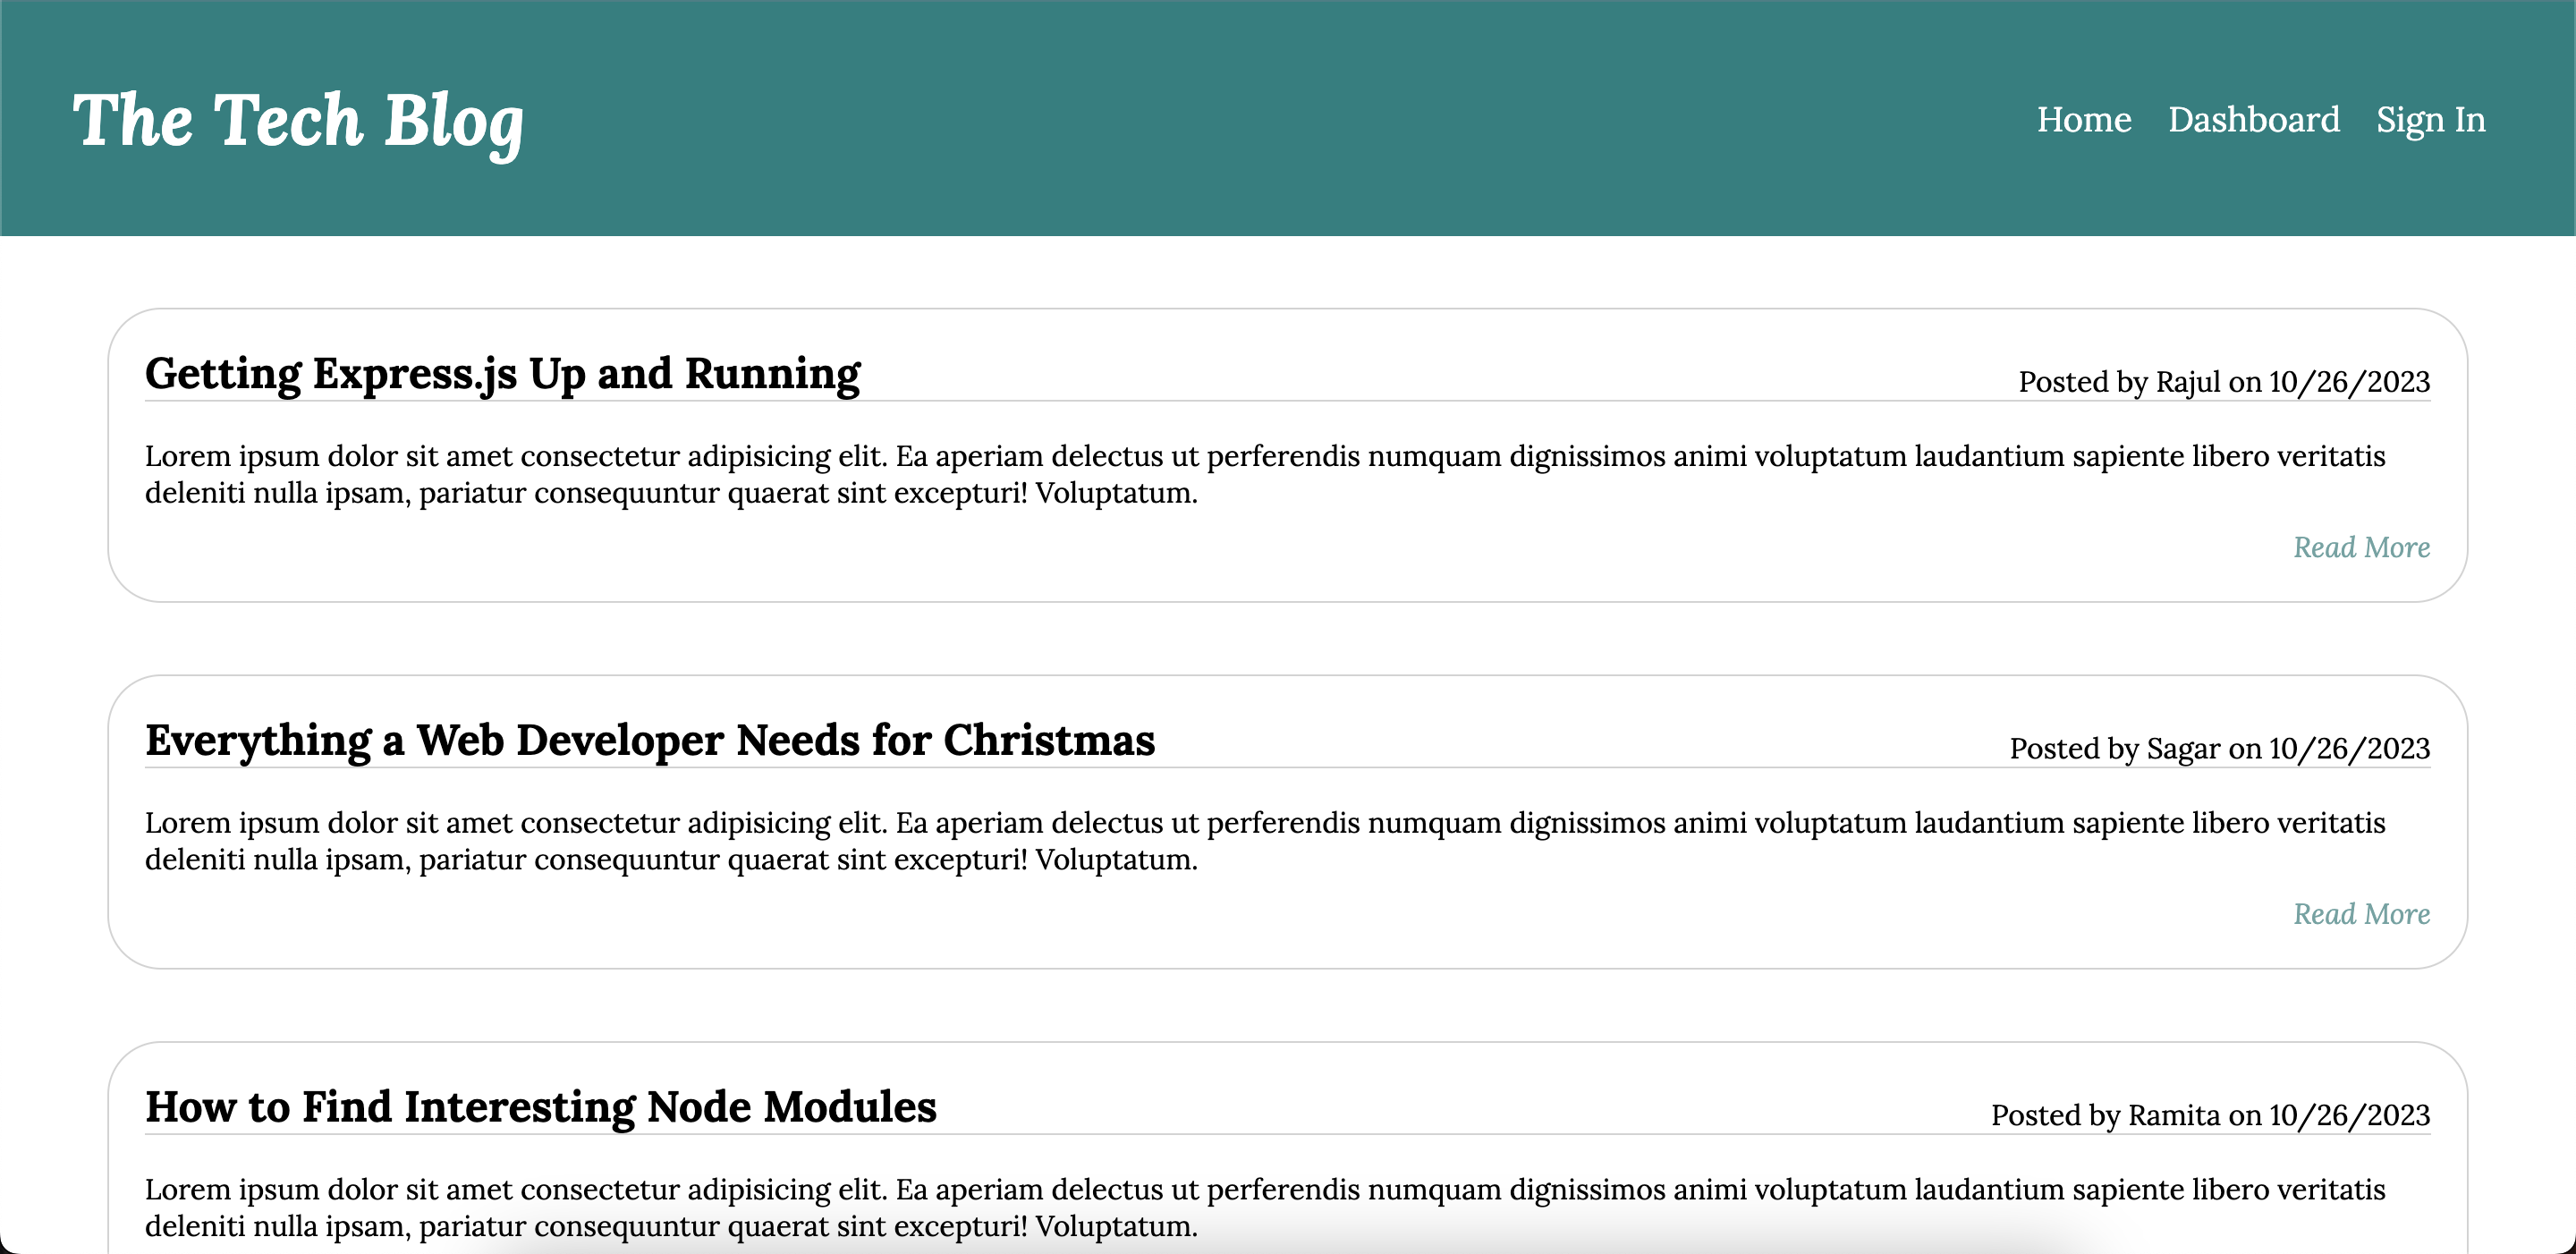 The Tech Blog
Home Dashboard Sign In
Getting Express.js Up and Running
Posted by Rajul on 10/26/2023
Lorem ipsum dolor sit amet consectetur adipisicing elit. Ea aperiam delectus ut perferendis numquam dignissimos animi voluptatum laudantium sapiente libero veritatis
deleniti nulla ipsam, pariatur consequuntur quaerat sint excepturi! Voluptatum.
Read More
Everything a Web Developer Needs for Christmas
Posted by Sagar on 10/26/2023
Lorem ipsum dolor sit amet consectetur adipisicing elit. Ea aperiam delectus ut perferendis numquam dignissimos animi voluptatum laudantium sapiente libero veritatis
deleniti nulla ipsam, pariatur consequuntur quaerat sint excepturi! Voluptatum.
Read More
How to Find Interesting Node Modules
Posted by Ramita on 10/26/2023
Lorem ipsum dolor sit amet consectetur adipisicing elit. Ea aperiam delectus ut perferendis numquam dignissimos animi voluptatum laudantium sapiente libero veritatis
deleniti nulla ipsam, pariatur consequuntur quaerat sint excepturi! Voluptatum.